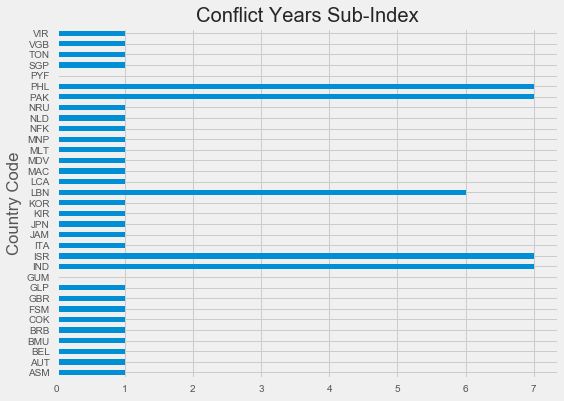 Conflict Years Sub-Index
Country Code
VIR
VGB
TON
SGP
PYF
PHL
PAK
NRU
NLD
NFK
MNP
MLT
MDV
MAC
LCA
LBN
KOR
KIR
JPN
JAM
ITA
ISR
IND
GUM
GLP
GBR
FSM
COK
BRB
BMU
BEL
AUT
ASM
0 1 2 3 4 5 6 7